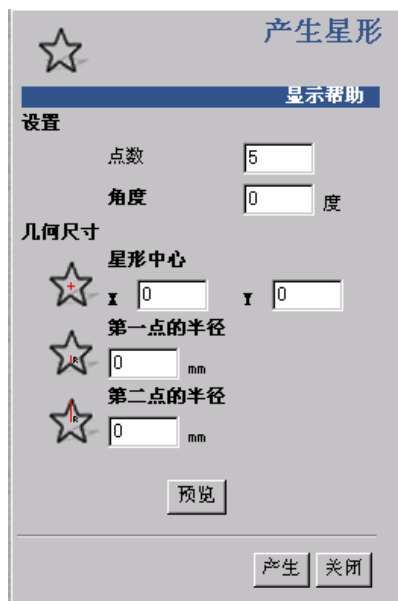 产生星形
显示帮助
设置
点数 5
角度 0 度
几何尺寸
星形中心
X 0 Y 0
第一点的半径
R 0 mm
第二点的半径
R 0 mm
预览
产生 关闭